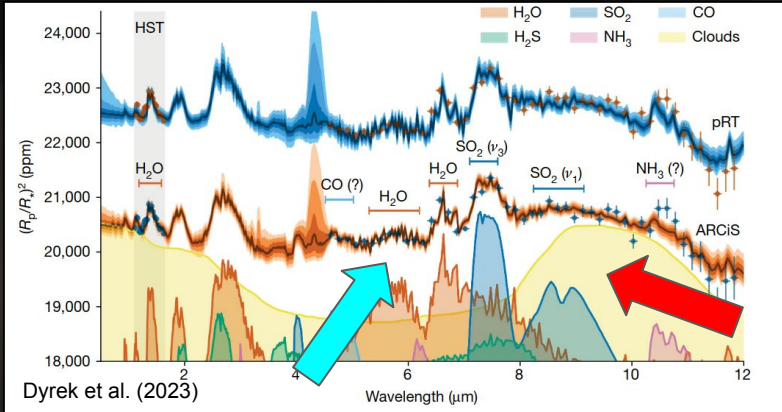 24,000
23,000
22,000
21,000
20,000
19,000
18,000
(Rp/R*)² (ppm)
HST
H₂O
SO₂
CO
H₂S
NH₃
Clouds
pRT
SO₂ (ν₃)
H₂O
CO (?)
H₂O
H₂O
SO₂ (ν₁)
NH₃ (?)
ARCiS
4
6
8
10
12
Wavelength (μm)
Dyrek et al. (2023)